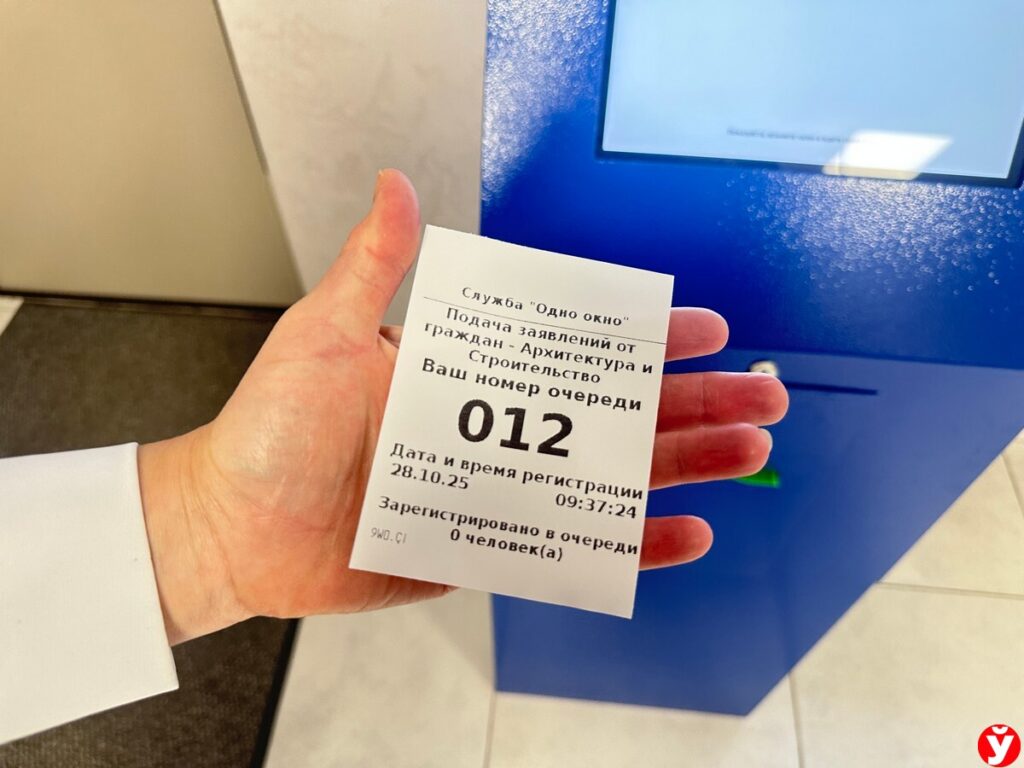 Служба "Одно окно"
Подача заявлений от
граждан - Архитектура и
Строительство
Ваш номер очереди
012
Дата и время регистрации
28.10.25 09:37:24
Зарегистрировано в очереди
0 человек(а)
Ў